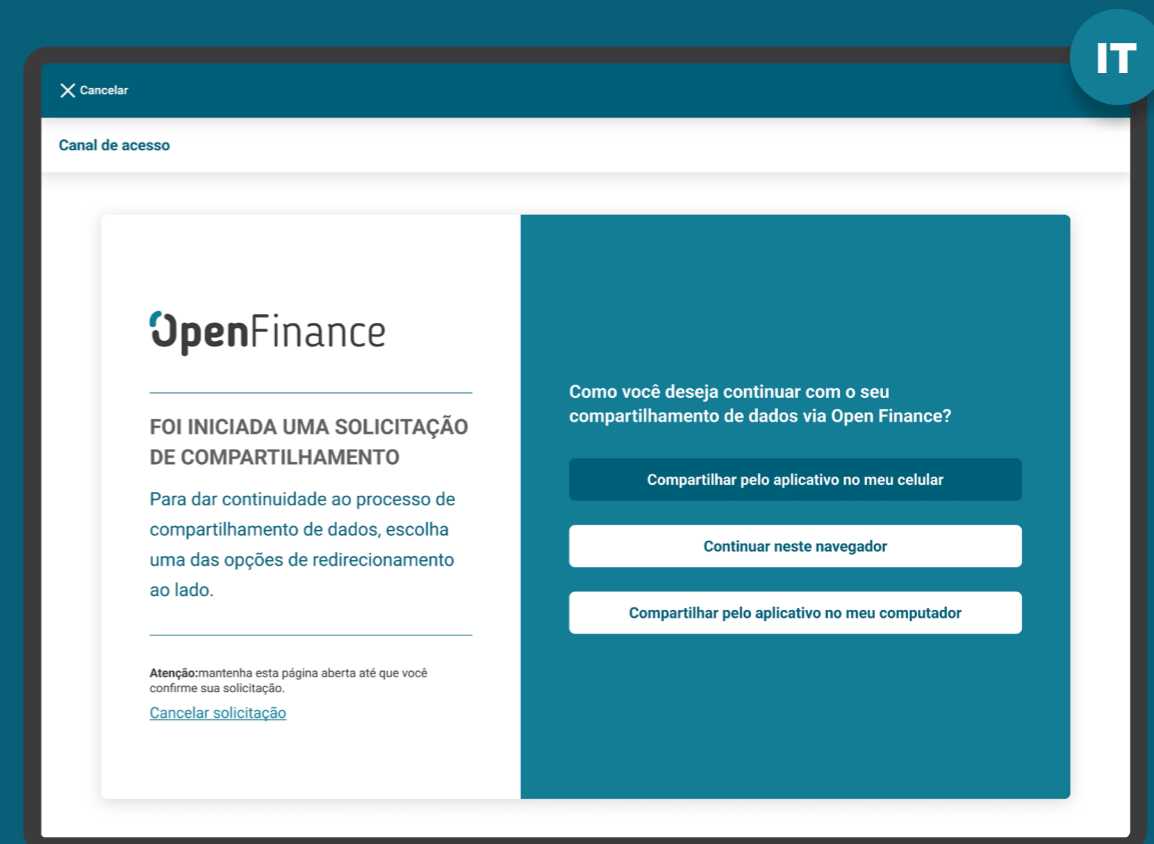 IT
Cancelar
Canal de acesso
OpenFinance
FOI INICIADA UMA SOLICITAÇÃO
DE COMPARTILHAMENTO
Para dar continuidade ao processo de
compartilhamento de dados, escolha
uma das opções de redirecionamento
ao lado.
Atenção:mantenha esta página aberta até que você
confirme sua solicitação.
Cancelar solicitação
Como você deseja continuar com o seu
compartilhamento de dados via Open Finance?
Compartilhar pelo aplicativo no meu celular
Continuar neste navegador
Compartilhar pelo aplicativo no meu computador